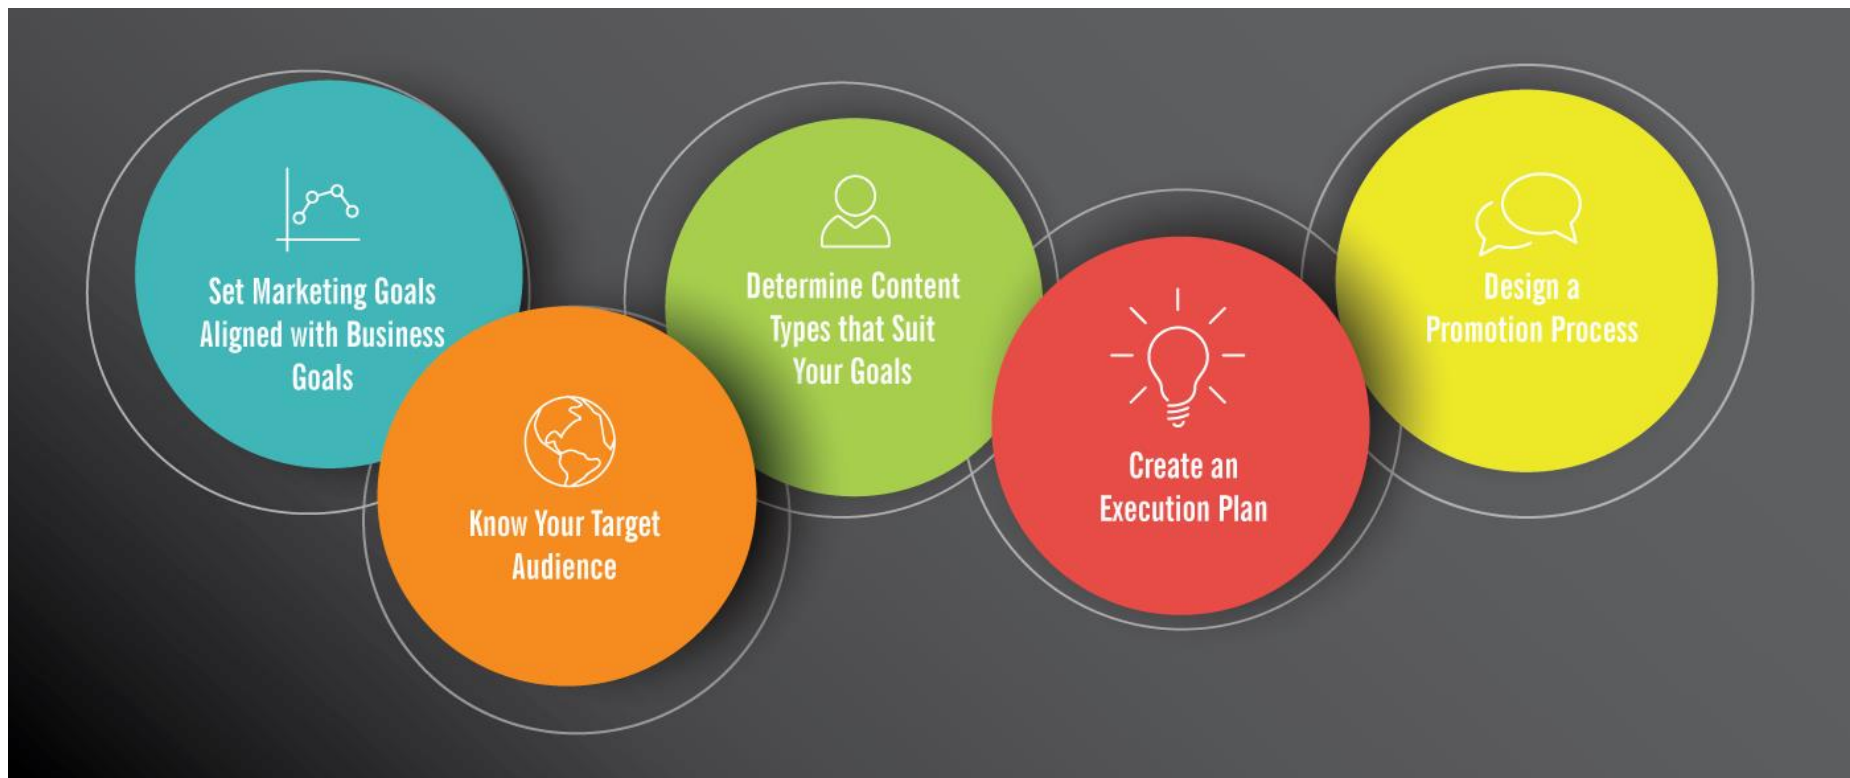 Set Marketing Goals
Aligned with Business
Goals
Know Your Target
Audience
Determine Content
Types that Suit
Your Goals
Create an
Execution Plan
Design a
Promotion Process